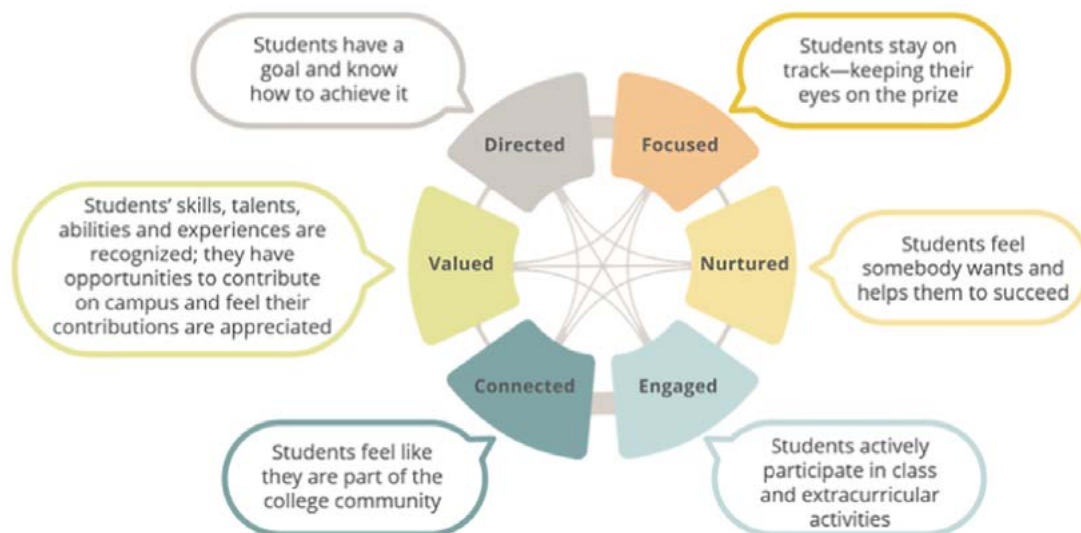 Students have a
goal and know
how to achieve it
Students stay on
track—keeping their
eyes on the prize
Directed
Focused
Students’ skills, talents,
abilities and experiences are
recognized; they have
opportunities to contribute
on campus and feel their
contributions are appreciated
Valued
Nurtured
Students feel
somebody wants and
helps them to succeed
Connected
Engaged
Students feel like
they are part of the
college community
Students actively
participate in class
and extracurricular
activities